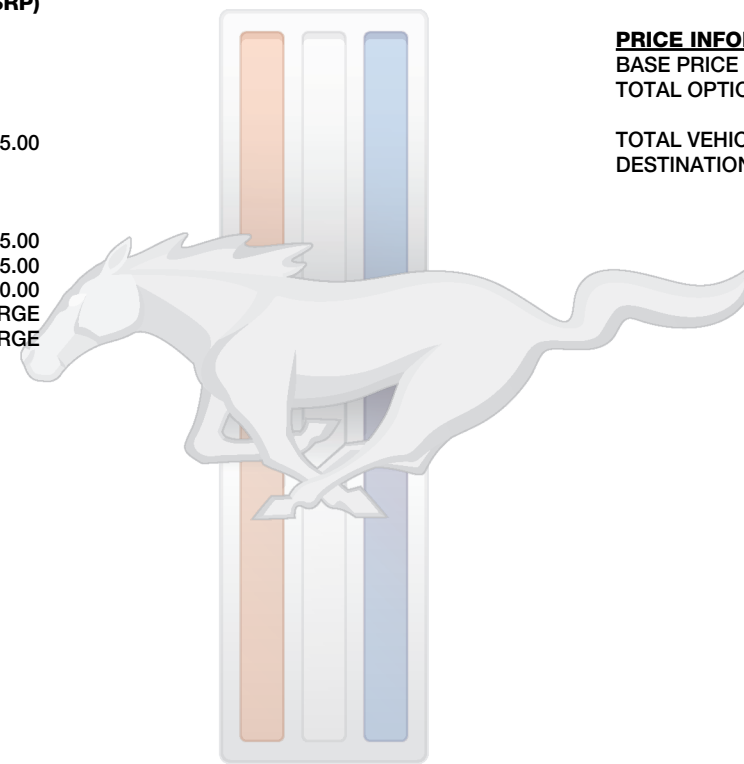 SRP)
5.00
5.00
5.00
0.00
RGE
RGE
PRICE INFO
BASE PRICE
TOTAL OPTIO
TOTAL VEHIC
DESTINATION